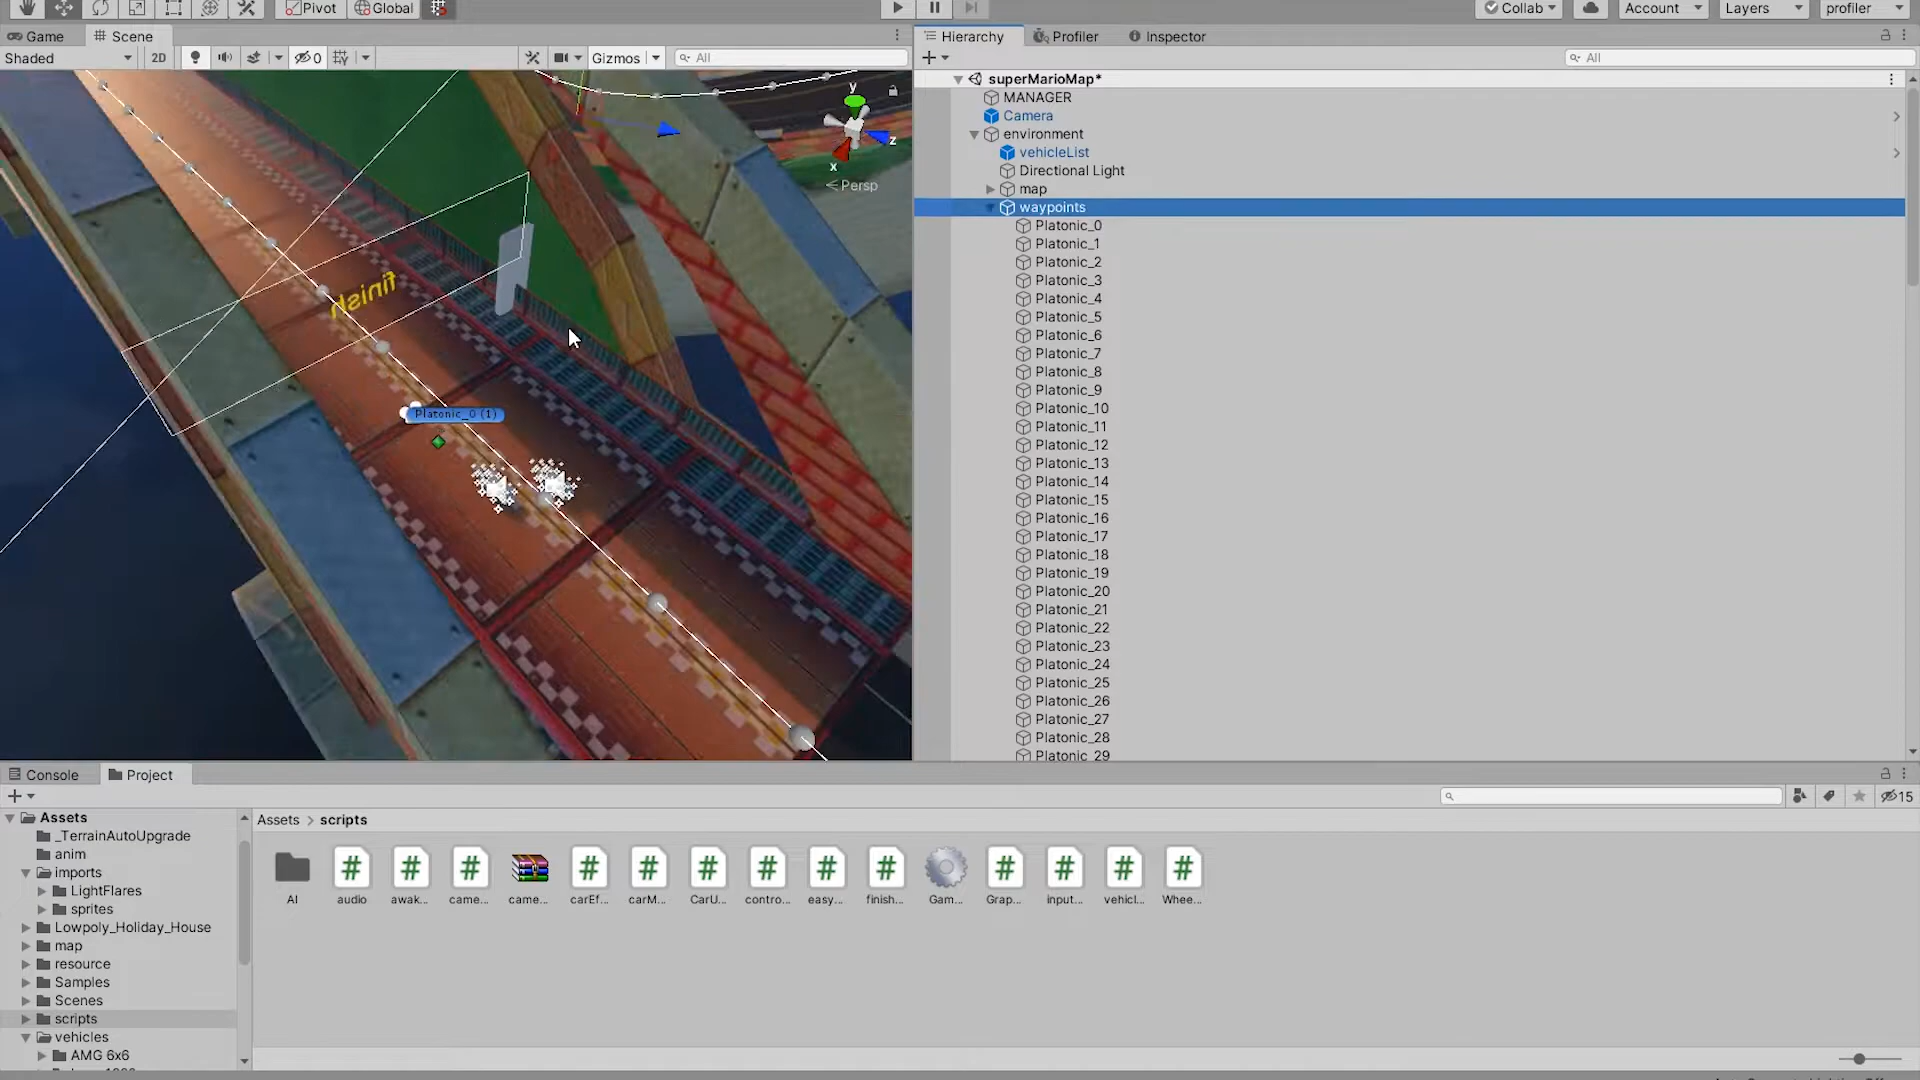 Pivot Global Collab Account Layers profiler
Game Scene Hierarchy Profiler Inspector
Shaded 2D 0 Gizmos All All
superMarioMap*
MANAGER
Camera
environment
vehicleList
Directional Light
map
waypoints
Platonic_0
Platonic_1
Platonic_2
Platonic_3
Platonic_4
Platonic_5
Platonic_6
Platonic_7
Platonic_8
Platonic_9
Platonic_10
Platonic_11
Platonic_12
Platonic_13
Platonic_14
Platonic_15
Platonic_16
Platonic_17
Platonic_18
Platonic_19
Platonic_20
Platonic_21
Platonic_22
Platonic_23
Platonic_24
Platonic_25
Platonic_26
Platonic_27
Platonic_28
Platonic_29
y
z
x
Persp
finish
Platonic_0 (1)
Console Project
15
Assets
_TerrainAutoUpgrade
anim
imports
LightFlares
sprites
Lowpoly_Holiday_House
map
resource
Samples
Scenes
scripts
vehicles
AMG 6x6
Assets > scripts
AI audio awak... came... came... carEf... carM... CarU... contro... easy... finish... Gam... Grap... input... vehicl... Whee...